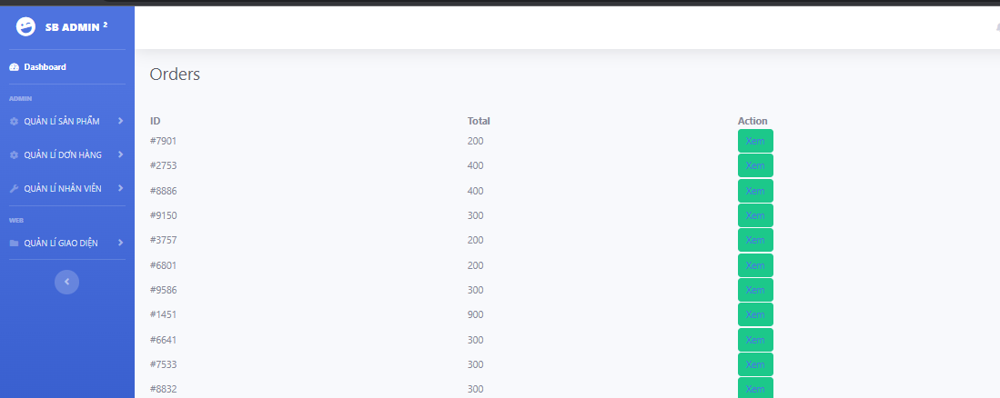 SB ADMIN 2
Dashboard
ADMIN
QUẢN LÍ SẢN PHẨM
QUẢN LÍ ĐƠN HÀNG
QUẢN LÍ NHÂN VIÊN
WEB
QUẢN LÍ GIAO DIỆN
Orders
ID Total Action
#7901 200 Xem
#2753 400 Xem
#8886 400 Xem
#9150 300 Xem
#3757 200 Xem
#6801 200 Xem
#9586 300 Xem
#1451 900 Xem
#6641 300 Xem
#7533 300 Xem
#8832 300 Xem